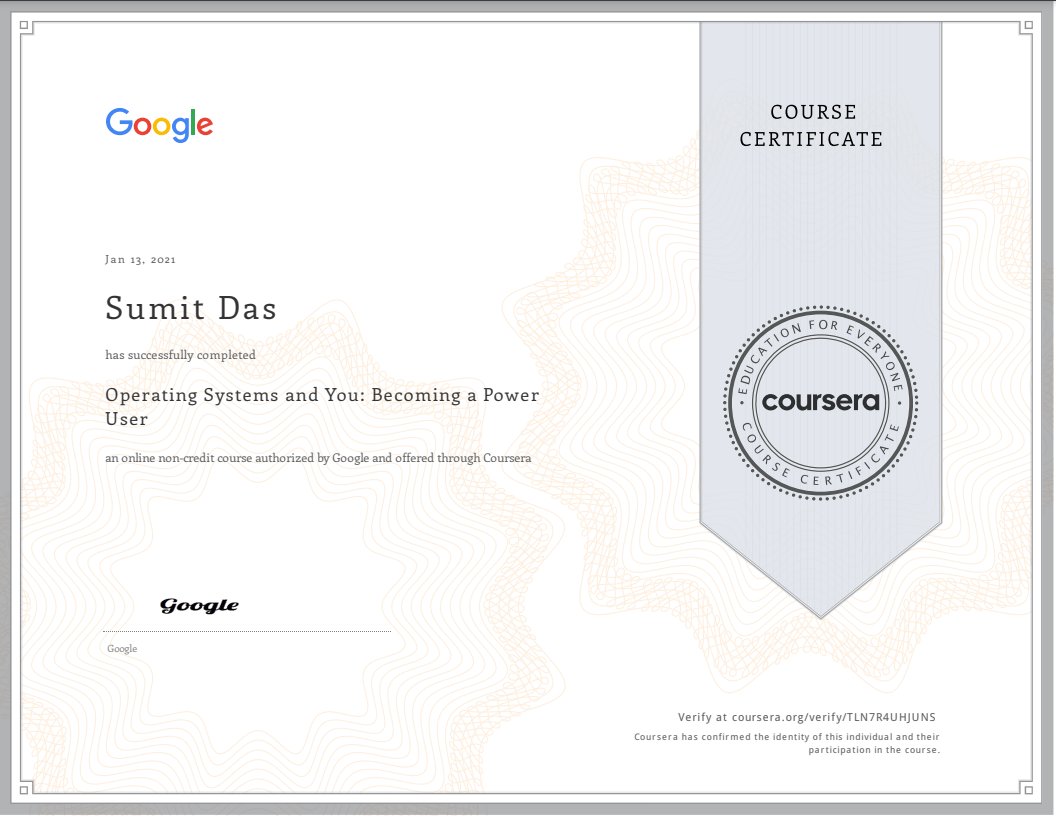 Google
COURSE
CERTIFICATE
Jan 13, 2021
Sumit Das
has successfully completed
Operating Systems and You: Becoming a Power
User
an online non-credit course authorized by Google and offered through Coursera
EDUCATION FOR EVERYONE
coursera
COURSE CERTIFICATE
Google
Google
Verify at coursera.org/verify/TLN7R4UHJUNS
Coursera has confirmed the identity of this individual and their
participation in the course.